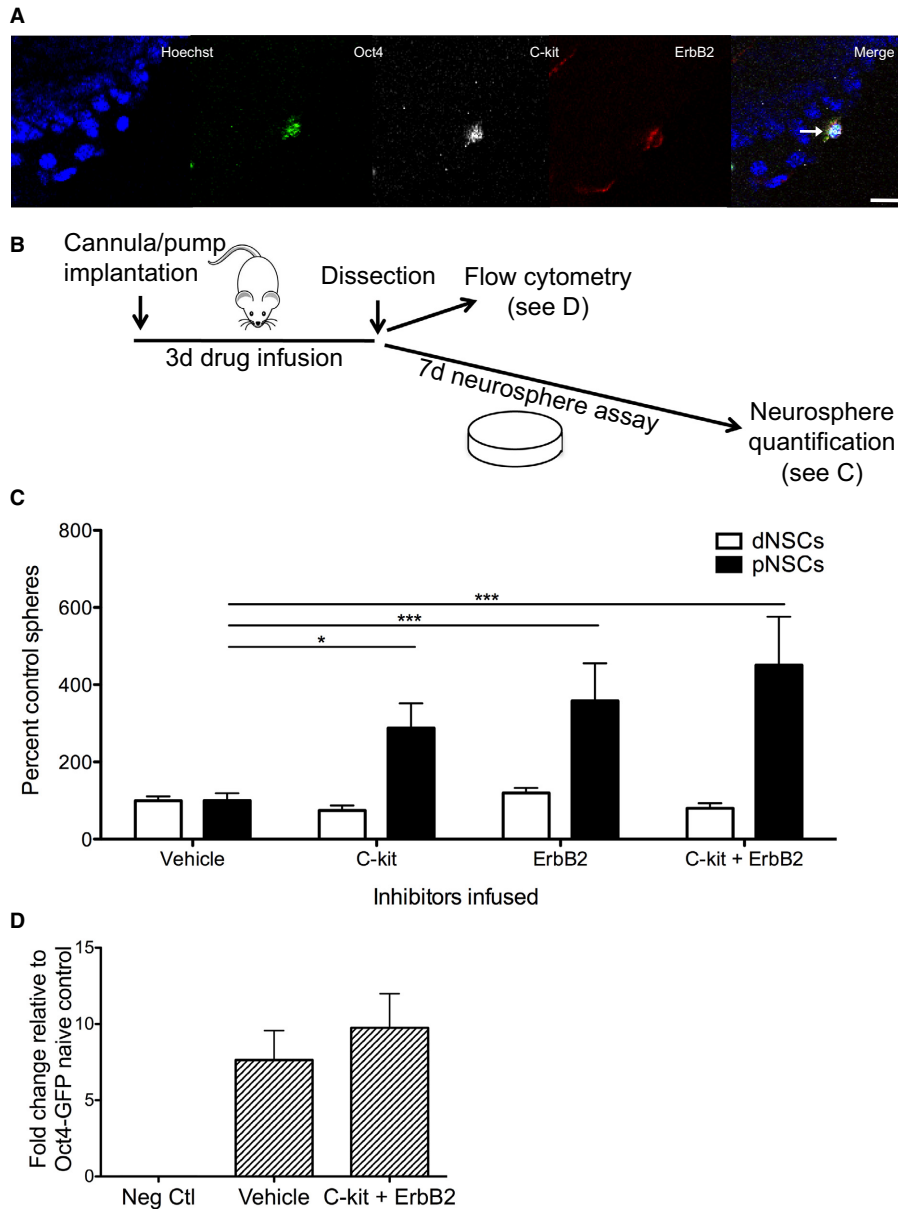 A
Hoechst
Oct4
C-kit
ErbB2
Merge
B
Cannula/pump
implantation
Dissection
Flow cytometry
(see D)
3d drug infusion
7d neurosphere assay
Neurosphere
quantification
(see C)
C
800
600
400
200
0
Percent control spheres
dNSCs
pNSCs
***
***
*
Vehicle
C-kit
ErbB2
C-kit + ErbB2
Inhibitors infused
D
15
10
5
0
Fold change relative to
Oct4-GFP naive control
Neg Ctl
Vehicle
C-kit + ErbB2